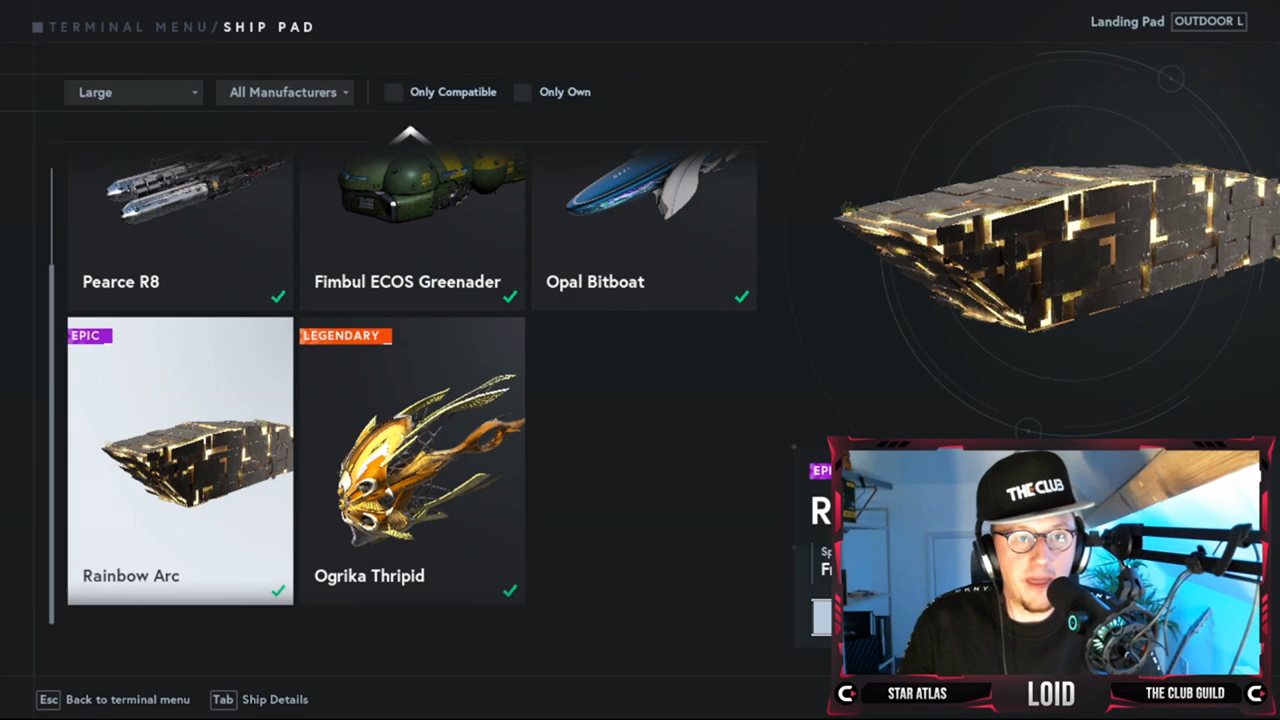 TERMINAL MENU/SHIP PAD
Landing Pad OUTDOOR L
Large
All Manufacturers
Only Compatible
Only Own
Pearce R8
Fimbul ECOS Greenader
Opal Bitboat
EPIC
LEGENDARY
Rainbow Arc
Ogrika Thripid
THE CLUB
STAR ATLAS
LOID
THE CLUB GUILD
Esc Back to terminal menu
Tab Ship Details